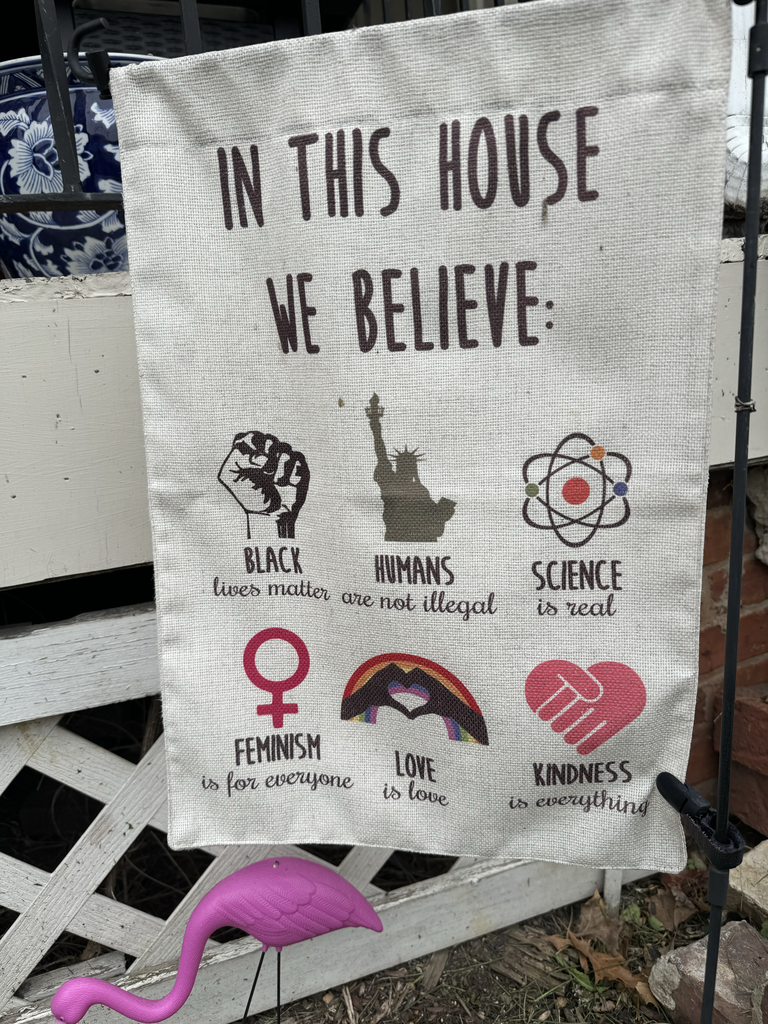 IN THIS HOUSE
WE BELIEVE:
BLACK
lives matter
HUMANS
are not illegal
SCIENCE
is real
FEMINISM
is for everyone
LOVE
is love
KINDNESS
is everything